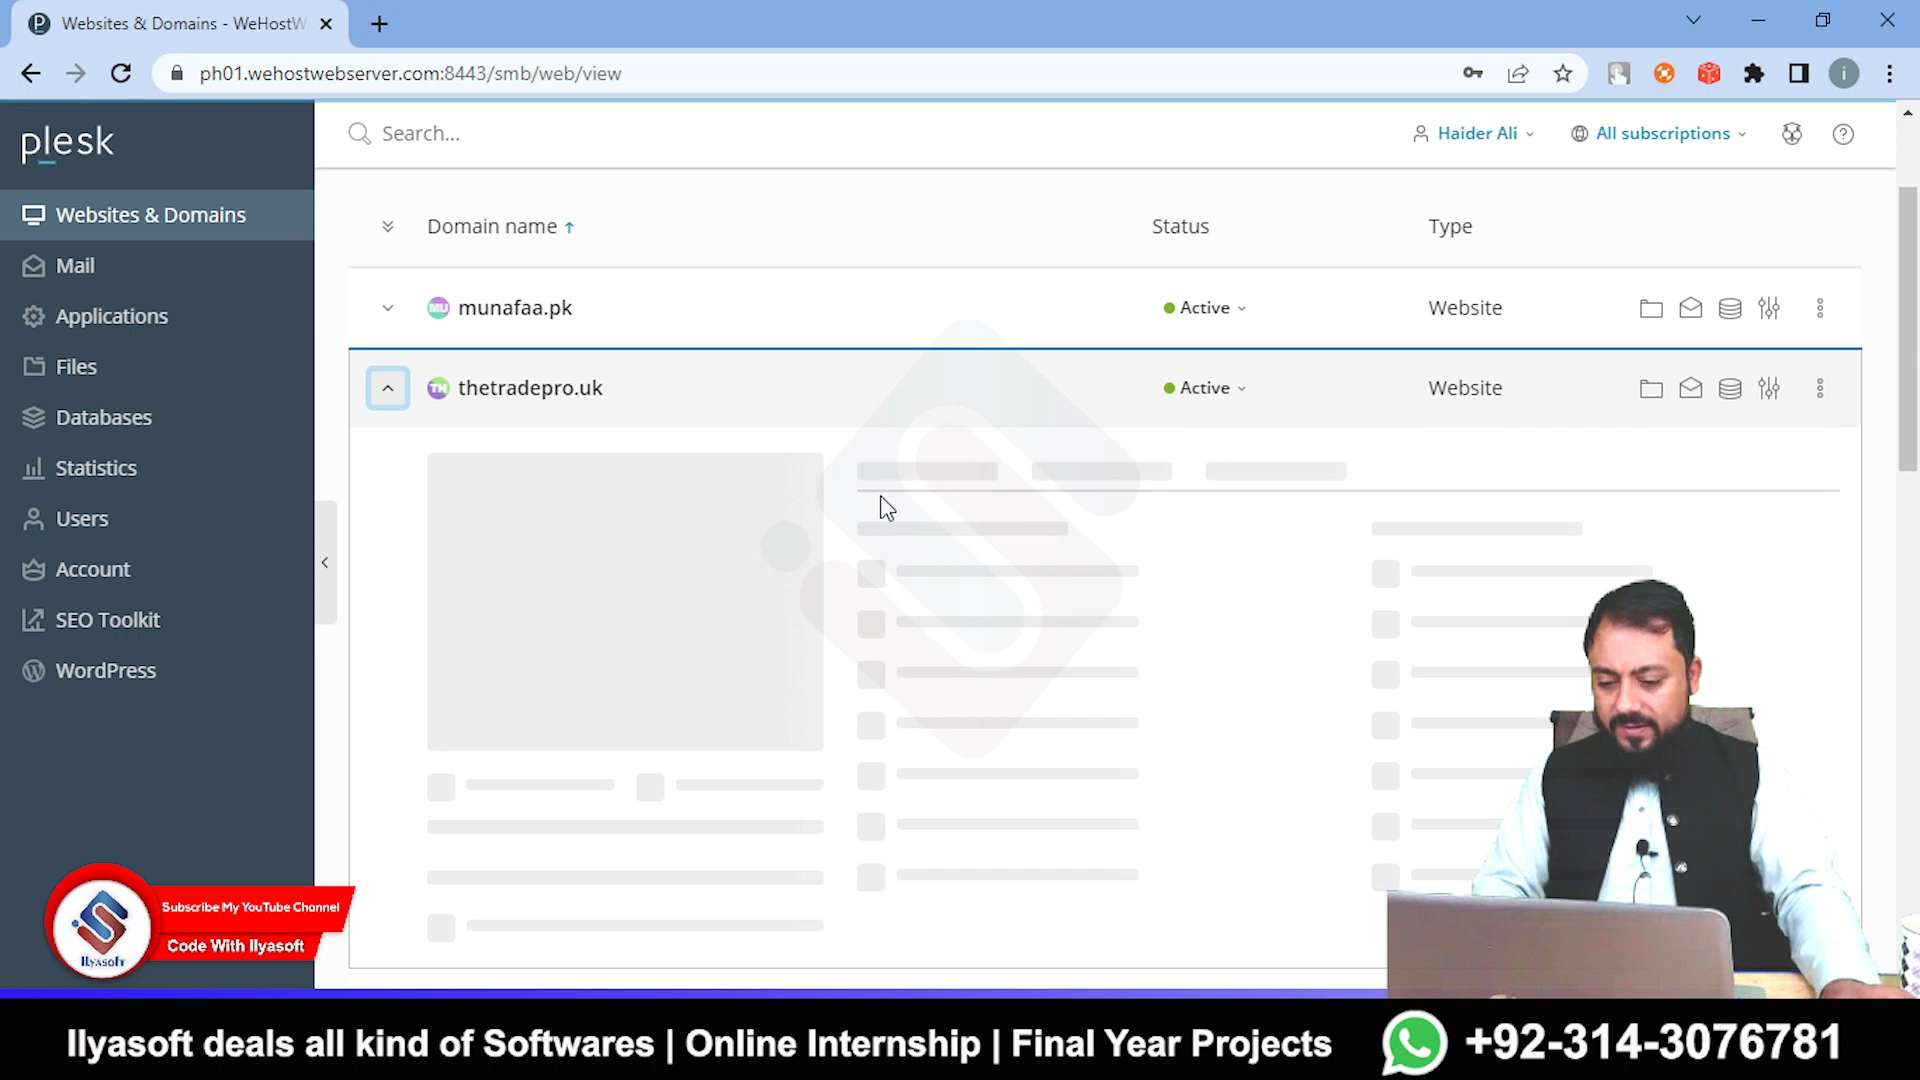 Websites & Domains - WeHostW
ph01.wehostwebserver.com:8443/smb/web/view
i
plesk
Search...
Haider Ali
All subscriptions
Websites & Domains
Mail
Applications
Files
Databases
Statistics
Users
Account
SEO Toolkit
WordPress
Domain name
Status
Type
MU
munafaa.pk
Active
Website
TH
thetradepro.uk
Active
Website
Subscribe My YouTube Channel
Code With Ilyasoft
Ilyasoft
Ilyasoft deals all kind of Softwares | Online Internship | Final Year Projects
+92-314-3076781